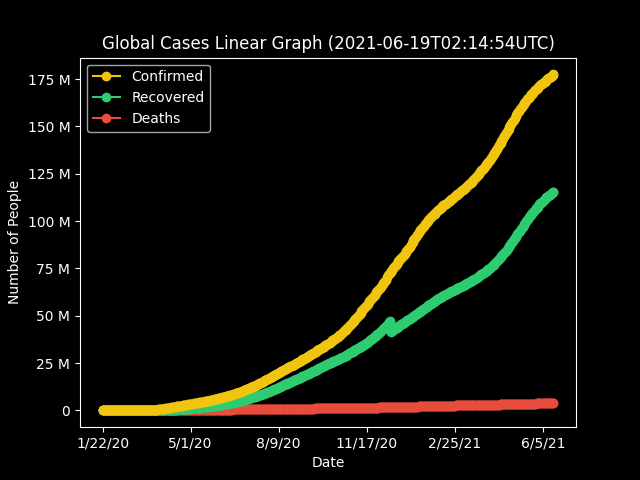 Global Cases Linear Graph (2021-06-19T02:14:54UTC)
Confirmed
Recovered
Deaths
Number of People
175 M
150 M
125 M
100 M
75 M
50 M
25 M
0
1/22/20
5/1/20
8/9/20
11/17/20
2/25/21
6/5/21
Date